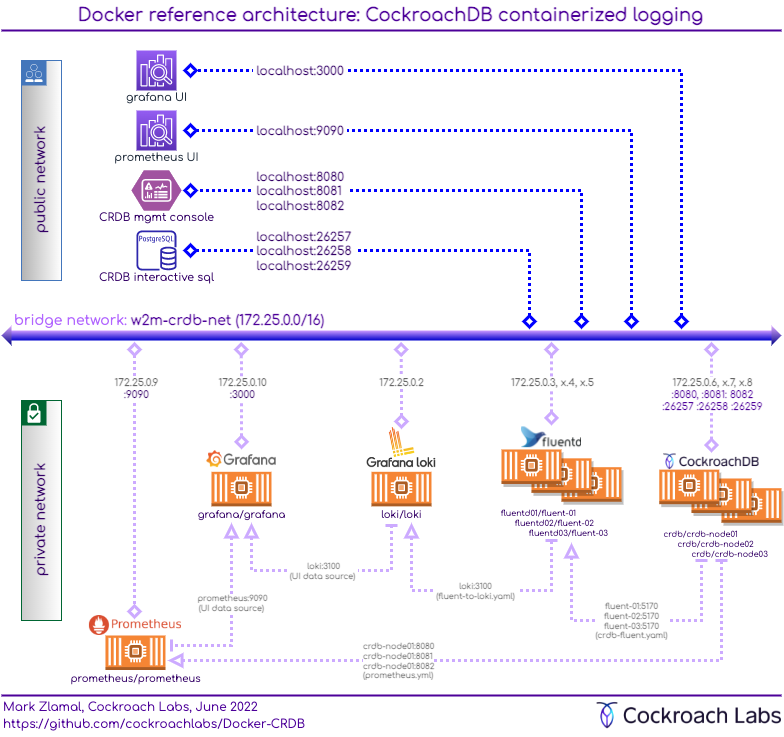 Docker reference architecture: CockroachDB containerized logging
public network
grafana UI
localhost:3000
prometheus UI
localhost:9090
CRDB mgmt console
localhost:8080
localhost:8081
localhost:8082
PostgreSQL
CRDB interactive sql
localhost:26257
localhost:26258
localhost:26259
bridge network: w2m-crdb-net (172.25.0.0/16)
private network
172.25.0.9
:9090
172.25.0.10
:3000
172.25.0.2
172.25.0.3, x.4, x.5
172.25.0.6, x.7, x.8
:8080, :8081: 8082
:26257 :26258 :26259
Grafana
grafana/grafana
Grafana loki
loki/loki
fluentd
fluentd01/fluent-01
fluentd02/fluent-02
fluentd03/fluent-03
CockroachDB
crdb/crdb-node01
crdb/crdb-node02
crdb/crdb-node03
loki:3100
(UI data source)
loki:3100
(fluent-to-loki.yaml)
prometheus:9090
(UI data source)
fluent-01:5170
fluent-02:5170
fluent-03:5170
(crdb-fluent.yaml)
Prometheus
prometheus/prometheus
crdb-node01:8080
crdb-node01:8081
crdb-node01:8082
(prometheus.yml)
Mark Zlamal, Cockroach Labs, June 2022
https://github.com/cockroachlabs/Docker-CRDB
Cockroach Labs